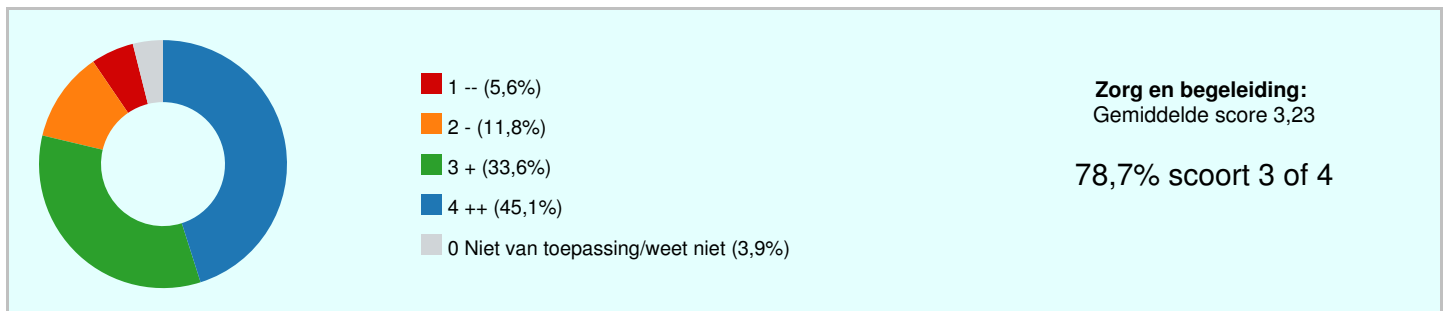 1 -- (5,6%)
2 - (11,8%)
3 + (33,6%)
4 ++ (45,1%)
0 Niet van toepassing/weet niet (3,9%)
Zorg en begeleiding:
Gemiddelde score 3,23
78,7% scoort 3 of 4